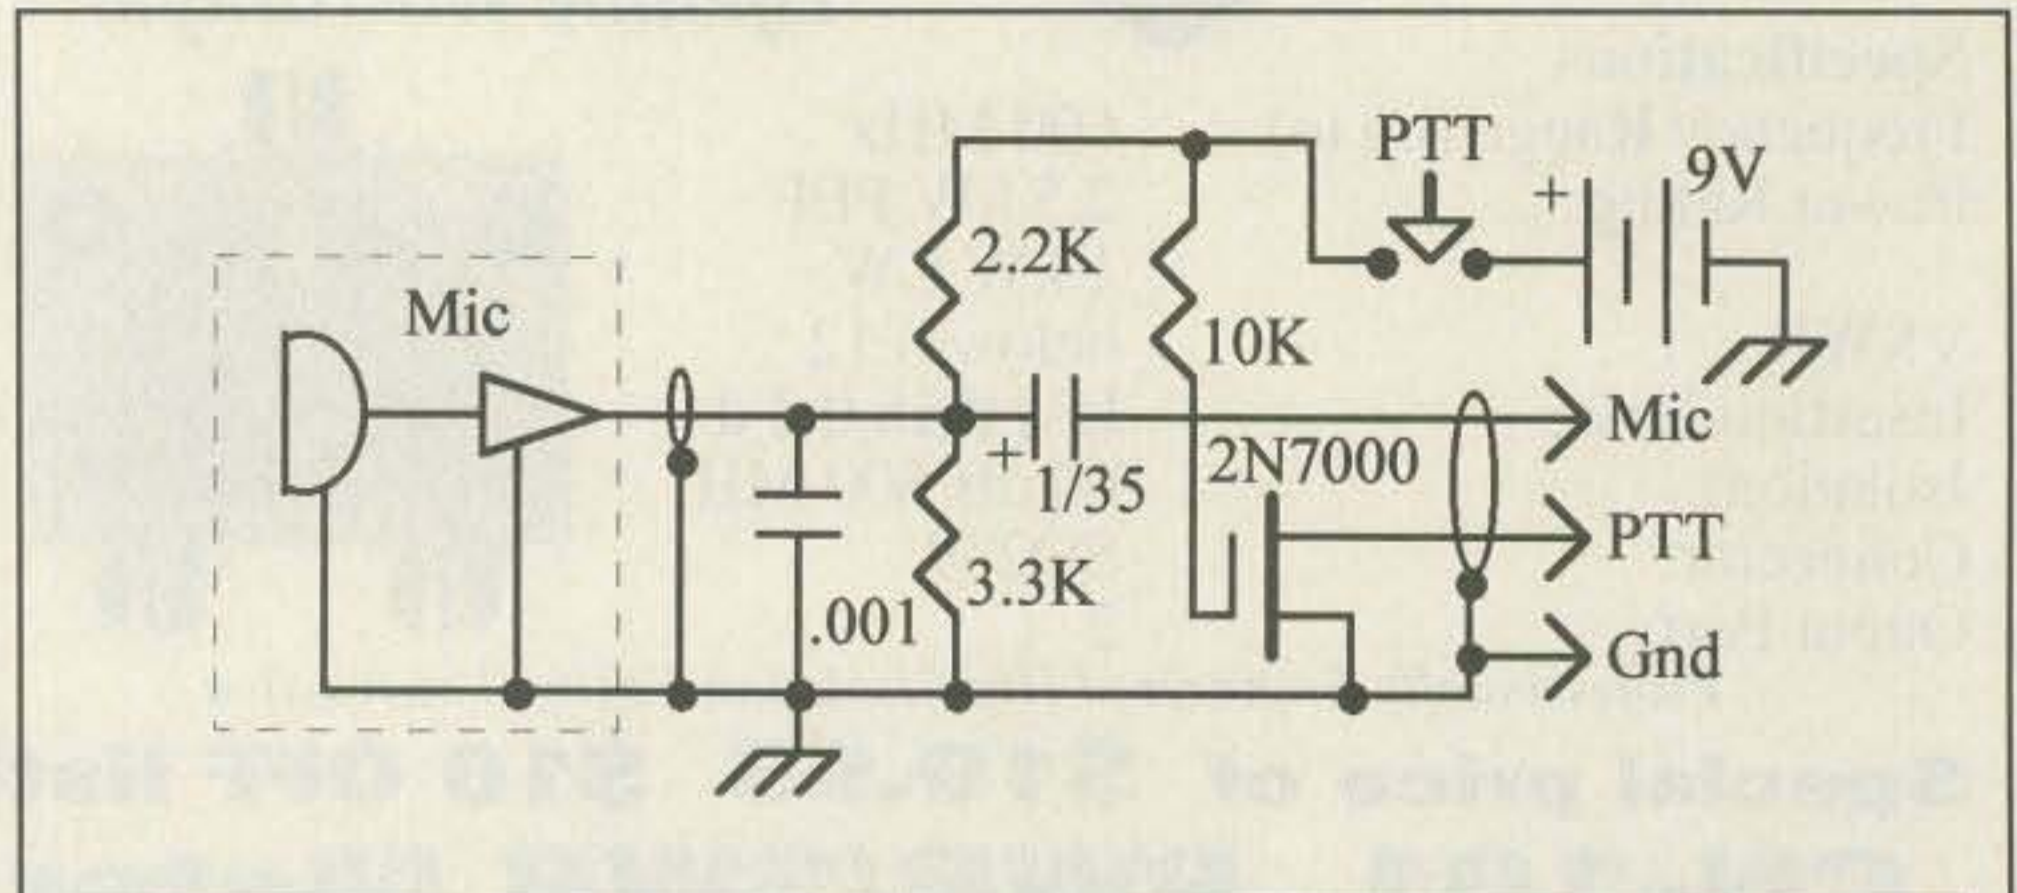 PTT
+
9V
2.2K
Mic
10K
Mic
+
1/35
2N7000
PTT
.001
3.3K
Gnd